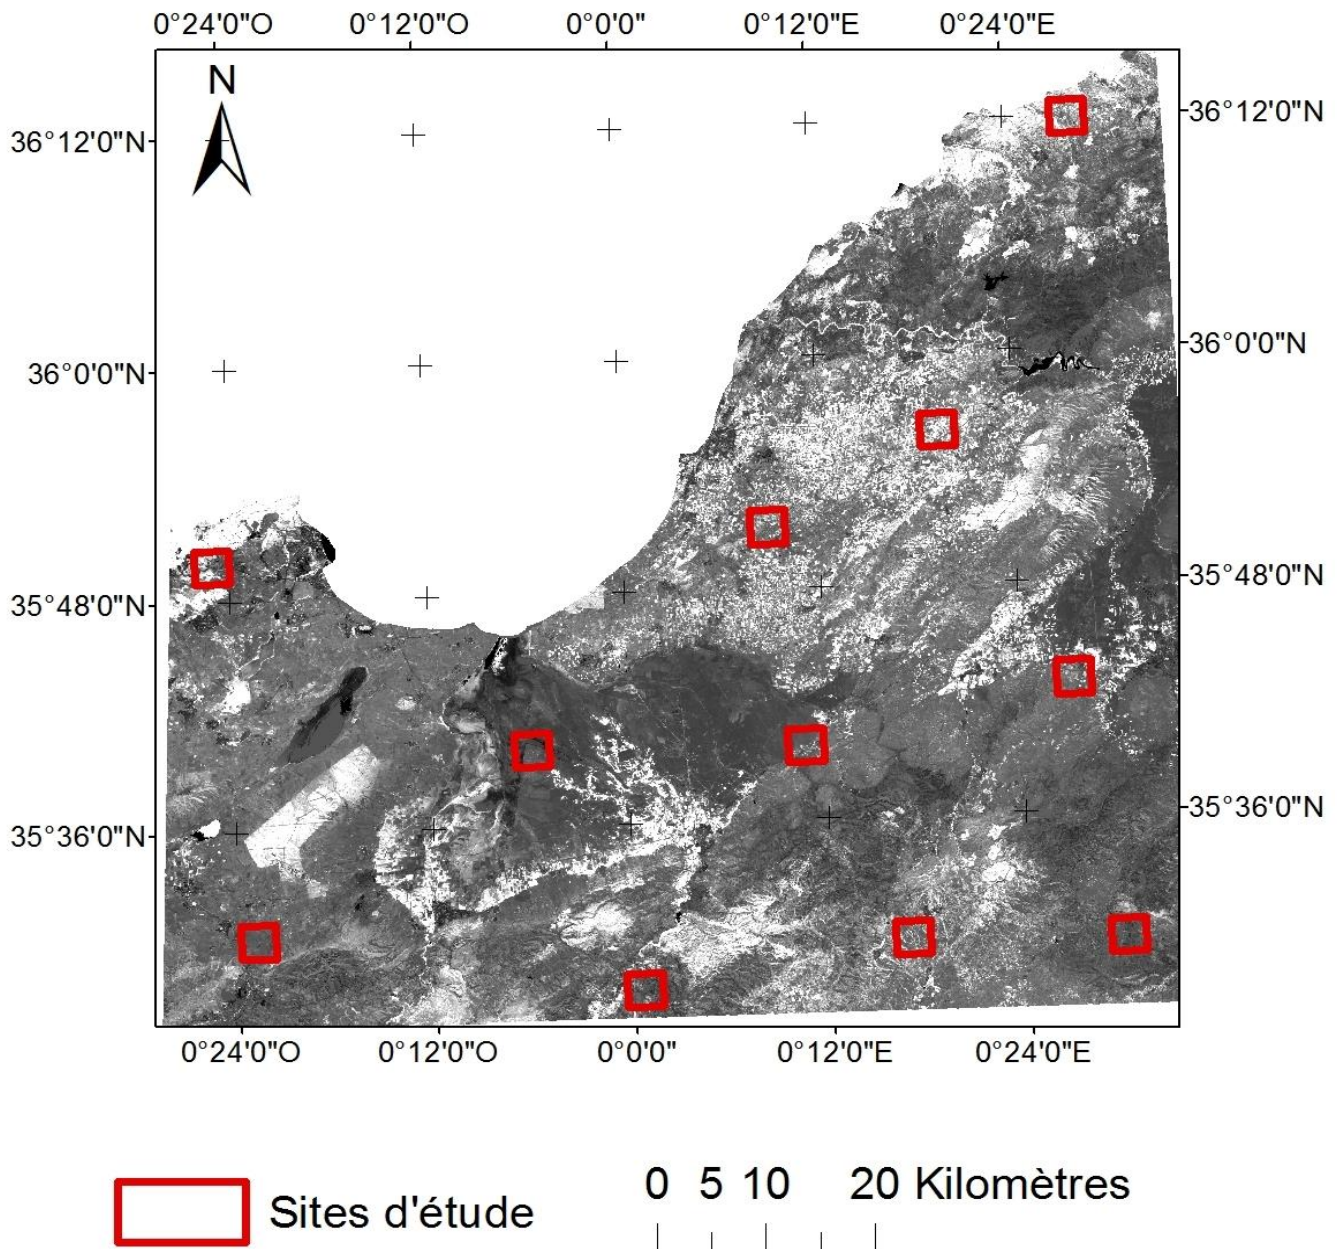 0°24'0"O 0°12'0"O 0°0'0" 0°12'0"E 0°24'0"E
N
36°12'0"N 36°12'0"N
36°0'0"N 36°0'0"N
35°48'0"N 35°48'0"N
35°36'0"N 35°36'0"N
0°24'0"O 0°12'0"O 0°0'0" 0°12'0"E 0°24'0"E
0 5 10 20 Kilomètres
Sites d'étude